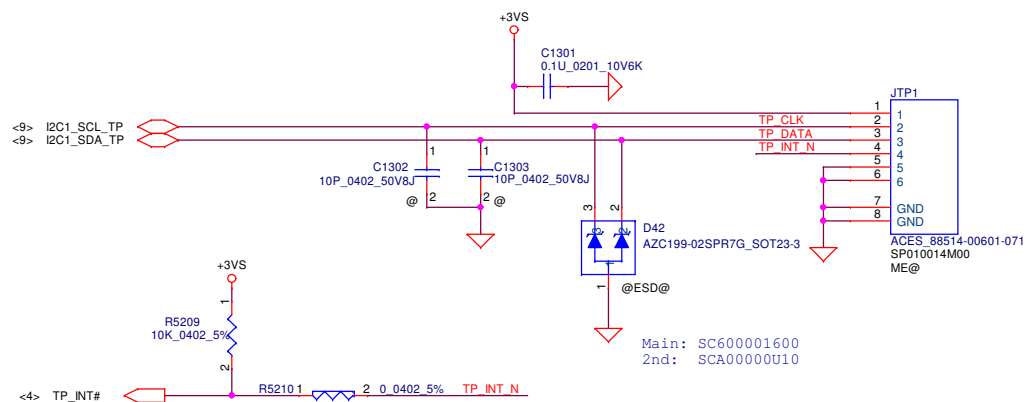 +3VS
C1301
0.1U_0201_10V6K
JTP1
1 1
<9> I2C1_SCL_TP TP_CLK 2 2
<9> I2C1_SDA_TP TP_DATA 3 3
TP_INT_N 4 4
5 5
6 6
7 GND
8 GND
ACES_88514-00601-071
SP010014M00
ME@
1 1
C1302 C1303
10P_0402_50V8J 10P_0402_50V8J
2 2
@ @
3 2
3 2
D42
AZC199-02SPR7G_SOT23-3
1
1
@ESD@
Main: SC600001600
2nd: SCA00000U10
+3VS
1
R5209
10K_0402_5%
2
<4> TP_INT# R5210 1 2 0_0402_5% TP_INT_N